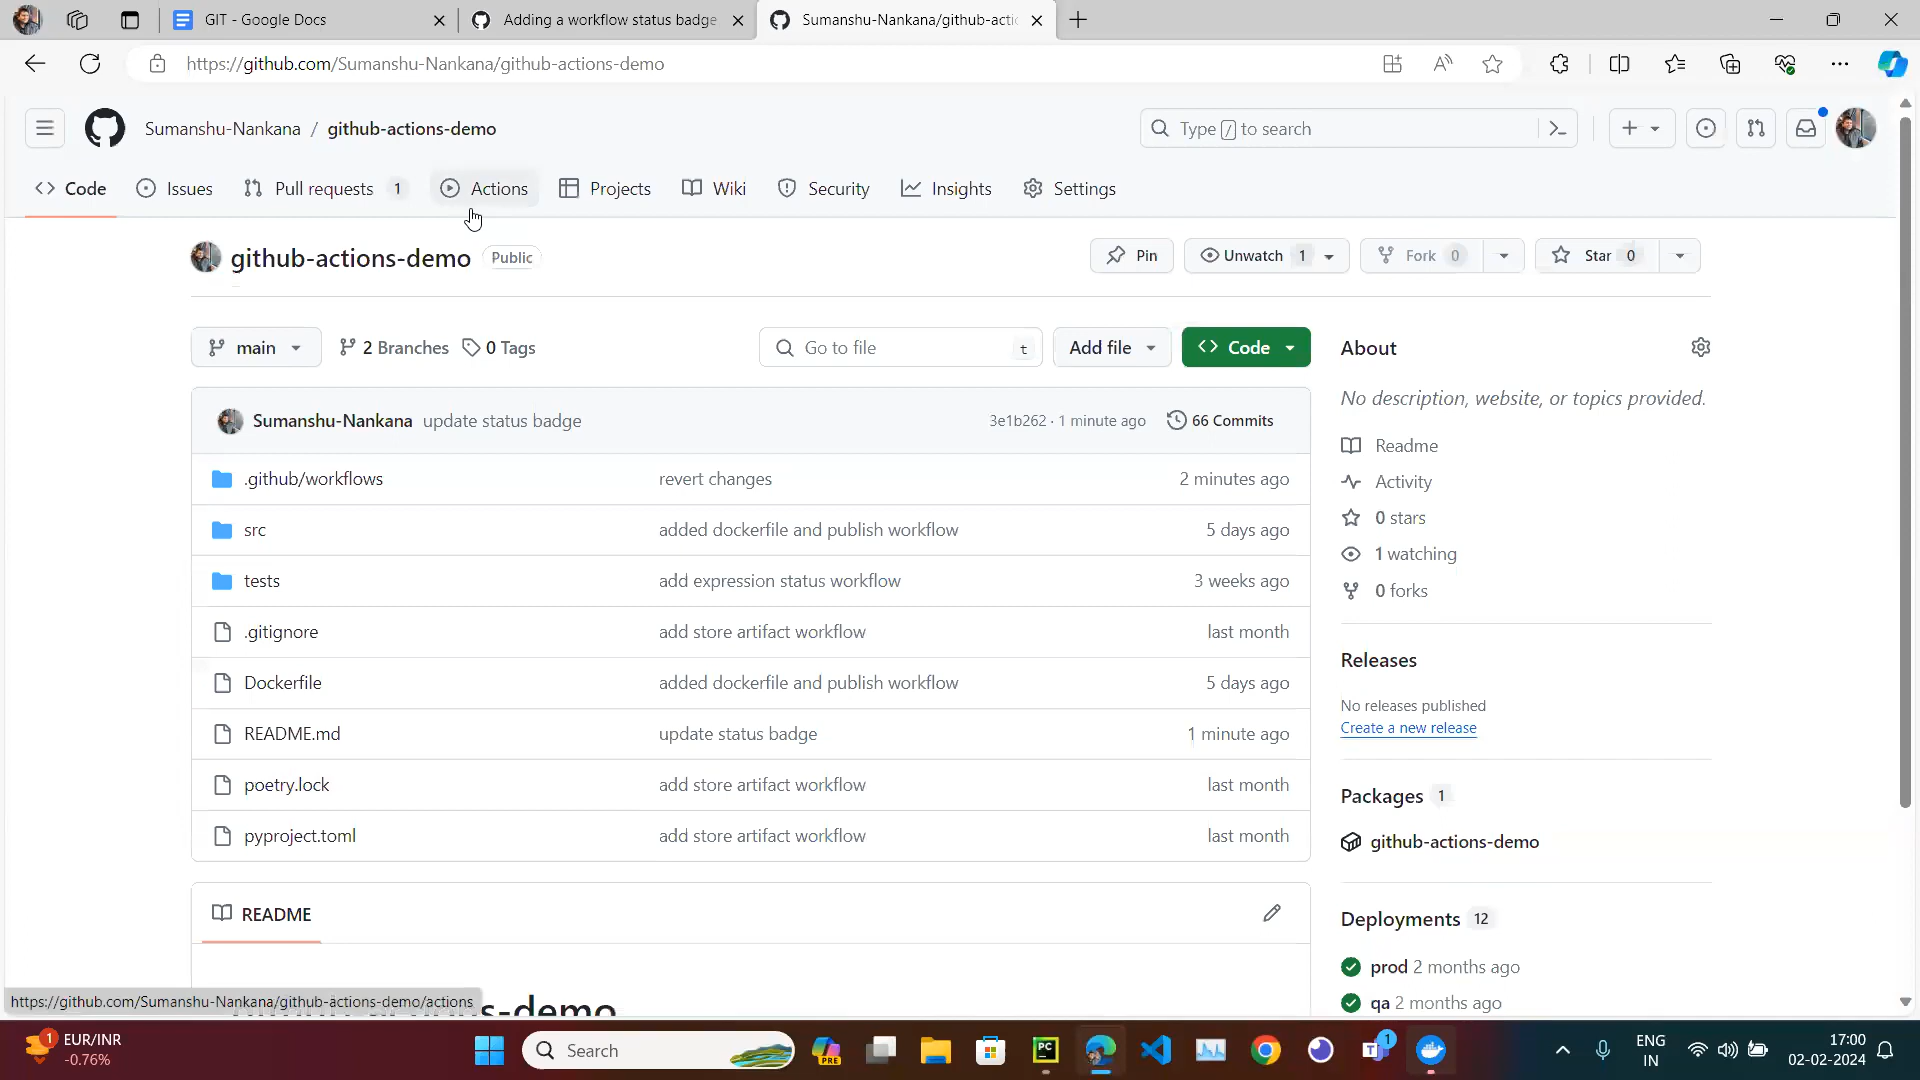 GIT - Google Docs
Adding a workflow status badge
Sumanshu-Nankana/github-actic
https://github.com/Sumanshu-Nankana/github-actions-demo
Sumanshu-Nankana / github-actions-demo
Type / to search
Code
Issues
Pull requests 1
Actions
Projects
Wiki
Security
Insights
Settings
github-actions-demo Public
Pin
Unwatch 1
Fork 0
Star 0
main
2 Branches
0 Tags
Go to file t
Add file
Code
Sumanshu-Nankana update status badge 3e1b262 · 1 minute ago 66 Commits
.github/workflows revert changes 2 minutes ago
src added dockerfile and publish workflow 5 days ago
tests add expression status workflow 3 weeks ago
.gitignore add store artifact workflow last month
Dockerfile added dockerfile and publish workflow 5 days ago
README.md update status badge 1 minute ago
poetry.lock add store artifact workflow last month
pyproject.toml add store artifact workflow last month
README
About
No description, website, or topics provided.
Readme
Activity
0 stars
1 watching
0 forks
Releases
No releases published
Create a new release
Packages 1
github-actions-demo
Deployments 12
prod 2 months ago
qa 2 months ago
https://github.com/Sumanshu-Nankana/github-actions-demo/actions
1
EUR/INR
-0.76%
Search
PRE
PC
1
ENG
IN
17:00
02-02-2024